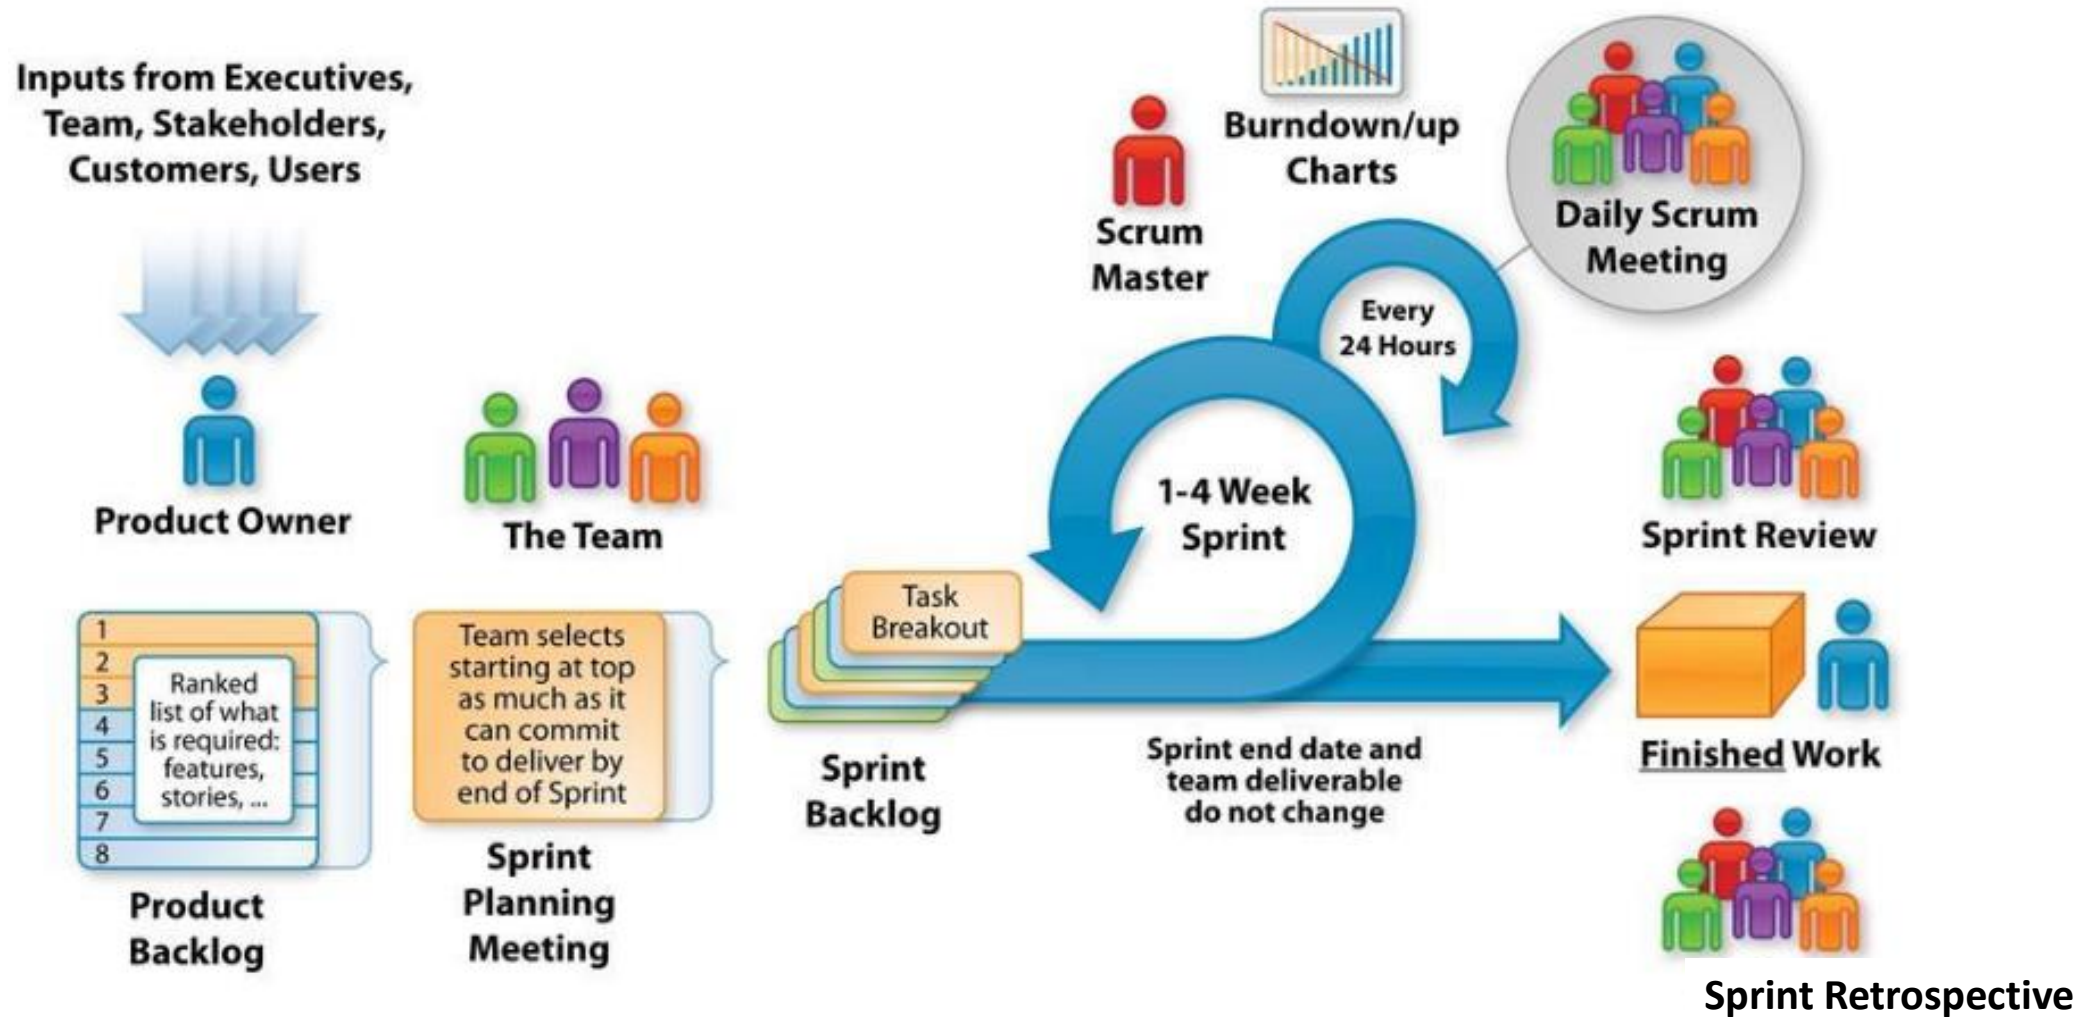 Inputs from Executives,
Team, Stakeholders,
Customers, Users
Product Owner
The Team
1
2
3
4
5
6
7
8
Ranked
list of what
is required:
features,
stories, ...
Product
Backlog
Team selects
starting at top
as much as it
can commit
to deliver by
end of Sprint
Sprint
Planning
Meeting
Task
Breakout
Sprint
Backlog
Scrum
Master
Burndown/up
Charts
Daily Scrum
Meeting
Every
24 Hours
1-4 Week
Sprint
Sprint end date and
team deliverable
do not change
Sprint Review
Finished Work
Sprint Retrospective